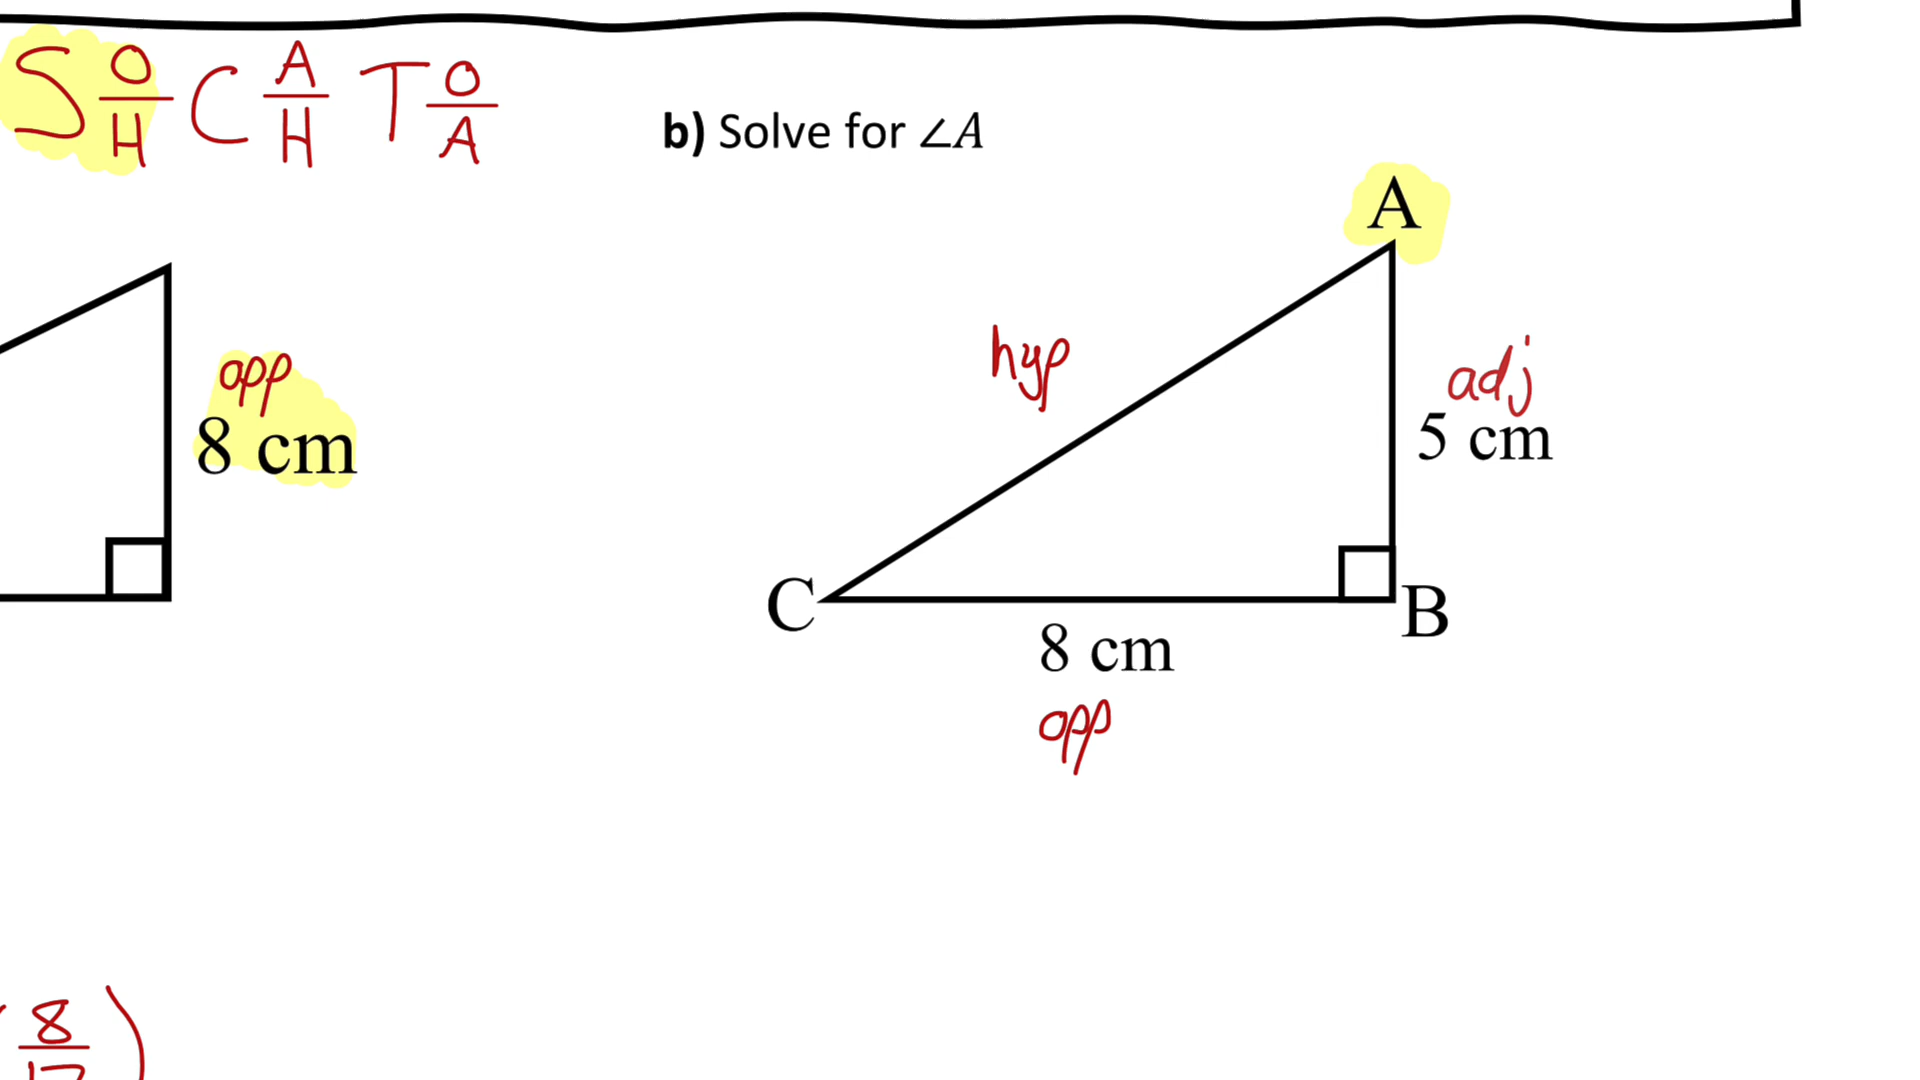 S O/H C A/H T O/A
b) Solve for ∠A
A
opp
8 cm
hyp
adj
5 cm
C
B
8 cm
opp
8